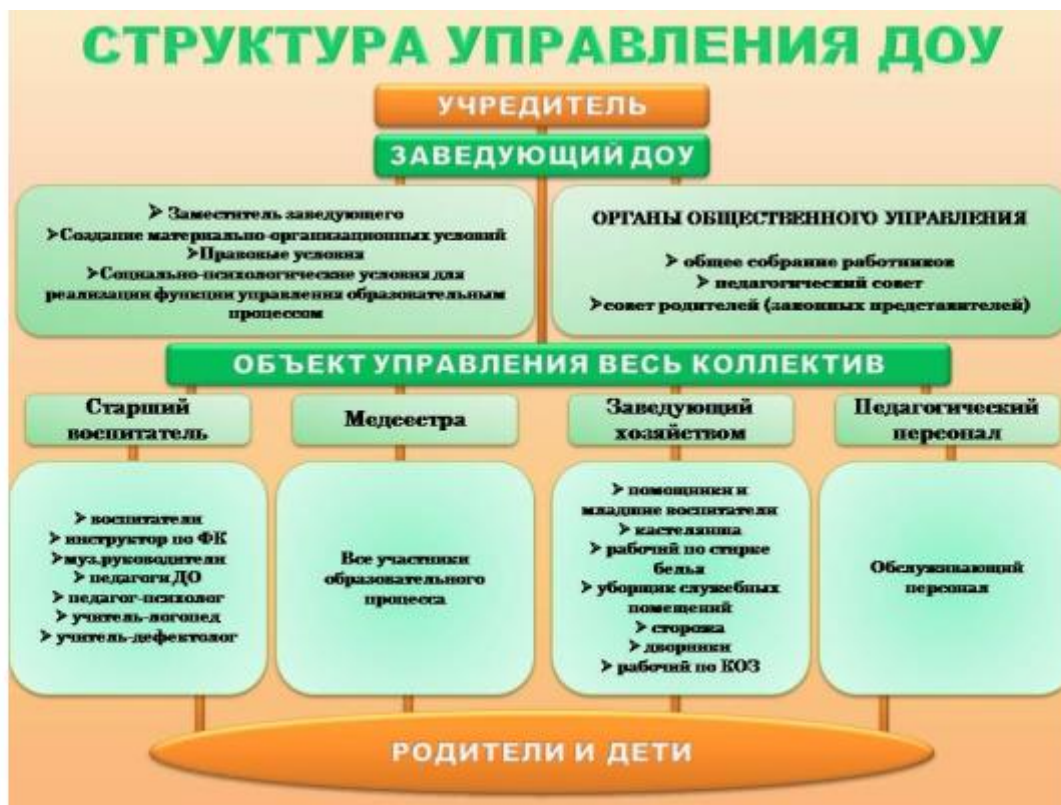 СТРУКТУРА УПРАВЛЕНИЯ ДОУ
УЧРЕДИТЕЛЬ
ЗАВЕДУЮЩИЙ ДОУ
➢ Заместитель заведующего
➢Создание материально-организационных условий
➢Правовые условия
➢Социально-психологические условия для
реализации функции управления образовательным
процессом
ОРГАНЫ ОБЩЕСТВЕННОГО УПРАВЛЕНИЯ
➢ общее собрание работников
➢ педагогический совет
➢совет родителей (законных представителей)
ОБЪЕКТ УПРАВЛЕНИЯ ВЕСЬ КОЛЛЕКТИВ
Старший
воспитатель
➢ воспитатели
➢ инструктор по ФК
➢муз.руководители
➢ педагоги ДО
➢ педагог-психолог
➢ учитель-логопед
➢ учитель-дефектолог
Медсестра
Все участники
образовательного
процесса
Заведующий
хозяйством
➢ помощники и
младшие воспитатели
➢ кастелянша
➢ рабочий по стирке
белья
➢ уборщик служебных
помещений
➢ сторожа
➢ дворники
➢ рабочий по КОЗ
Педагогический
персонал
Обслуживающий
персонал
РОДИТЕЛИ И ДЕТИ